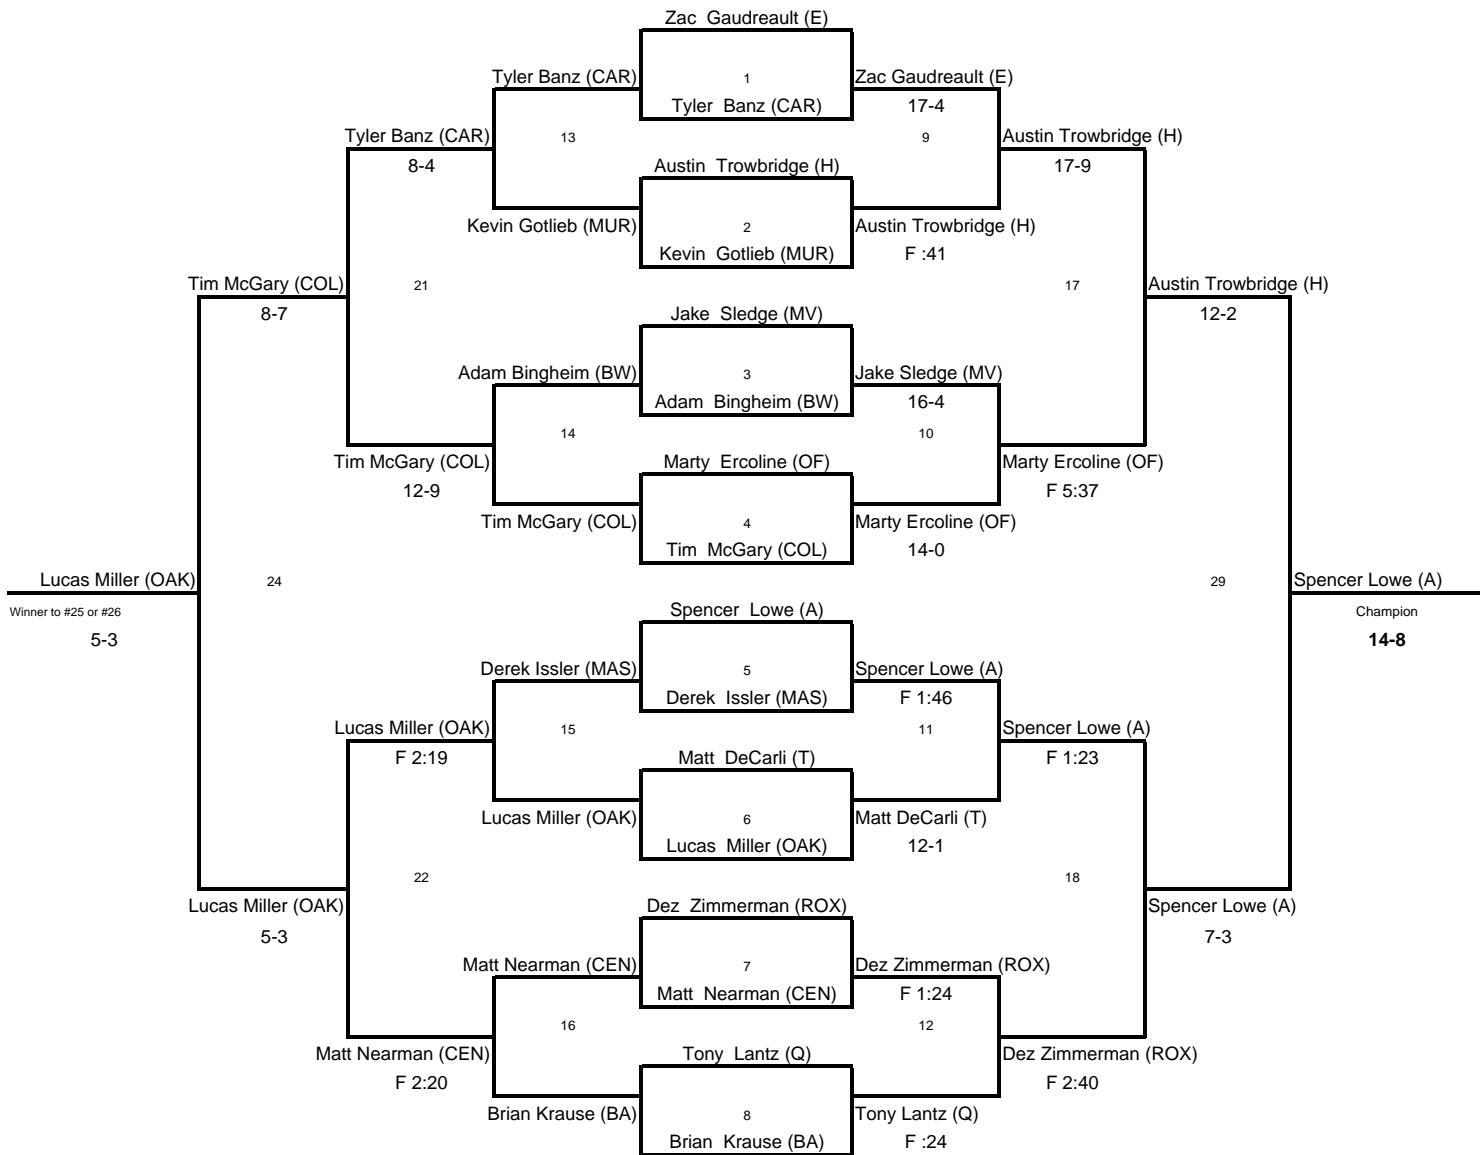 Zac Gaudreault (E)
Tyler Banz (CAR) 1 Zac Gaudreault (E)
Tyler Banz (CAR) 17-4
Tyler Banz (CAR) 13 9 Austin Trowbridge (H)
8-4 Austin Trowbridge (H) 17-9
Kevin Gotlieb (MUR) 2 Austin Trowbridge (H)
Kevin Gotlieb (MUR) F :41
Tim McGary (COL) 21 17 Austin Trowbridge (H)
8-7 Jake Sledge (MV) 12-2
Adam Bingheim (BW) 3 Jake Sledge (MV)
Adam Bingheim (BW) 16-4
14 10
Tim McGary (COL) Marty Ercoline (OF) Marty Ercoline (OF)
12-9 F 5:37
Tim McGary (COL) 4 Marty Ercoline (OF)
Tim McGary (COL) 14-0
Lucas Miller (OAK) 24 29 Spencer Lowe (A)
Winner to #25 or #26 Spencer Lowe (A) Champion
5-3 14-8
Derek Issler (MAS) 5 Spencer Lowe (A)
Derek Issler (MAS) F 1:46
Lucas Miller (OAK) 15 11 Spencer Lowe (A)
F 2:19 Matt DeCarli (T) F 1:23
Lucas Miller (OAK) 6 Matt DeCarli (T)
Lucas Miller (OAK) 12-1
22 18
Lucas Miller (OAK) Dez Zimmerman (ROX) Spencer Lowe (A)
5-3 7-3
Matt Nearman (CEN) 7 Dez Zimmerman (ROX)
Matt Nearman (CEN) F 1:24
16 12
Matt Nearman (CEN) Tony Lantz (Q) Dez Zimmerman (ROX)
F 2:20 F 2:40
Brian Krause (BA) 8 Tony Lantz (Q)
Brian Krause (BA) F :24